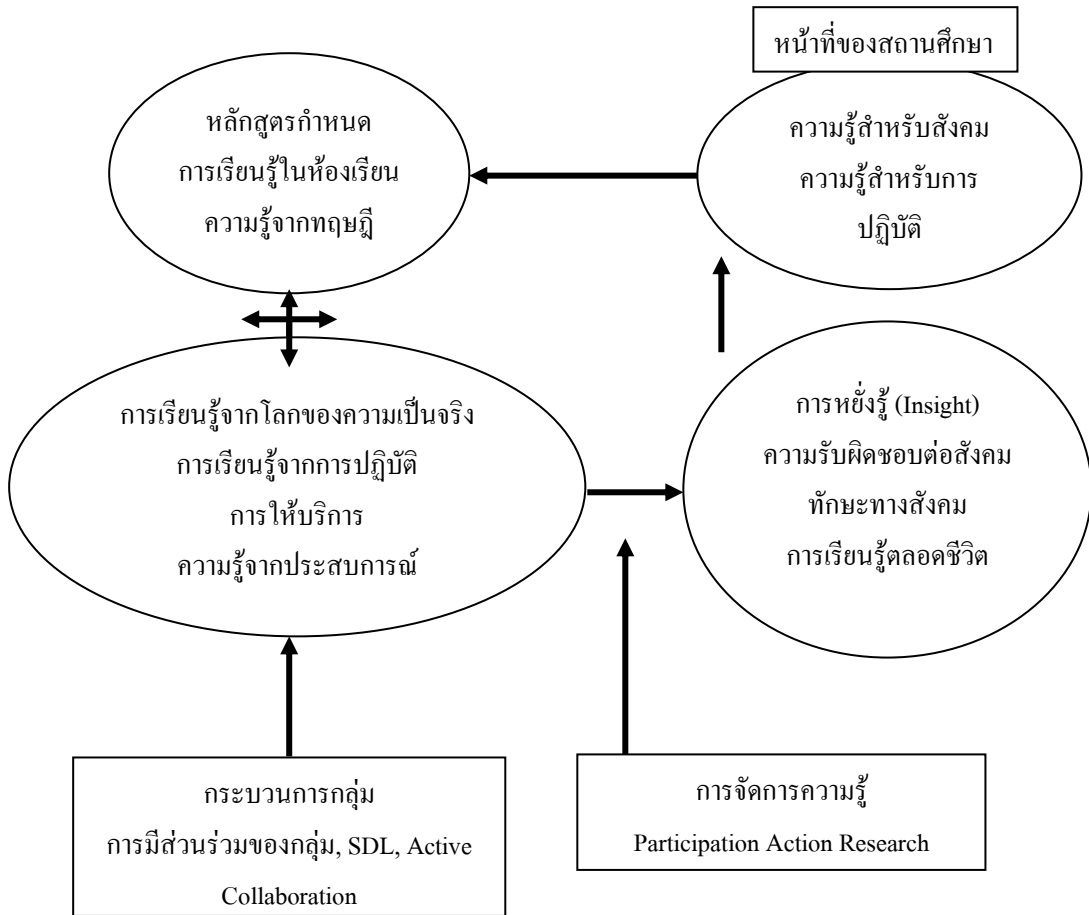 หน้าที่ของสถานศึกษา
หลักสูตรกำหนด
การเรียนรู้ในห้องเรียน
ความรู้จากทฤษฎี
ความรู้สำหรับสังคม
ความรู้สำหรับการ
ปฏิบัติ
การเรียนรู้จากโลกของความเป็นจริง
การเรียนรู้จากการปฏิบัติ
การให้บริการ
ความรู้จากประสบการณ์
การหยั่งรู้ (Insight)
ความรับผิดชอบต่อสังคม
ทักษะทางสังคม
การเรียนรู้ตลอดชีวิต
กระบวนการกลุ่ม
การมีส่วนร่วมของกลุ่ม, SDL, Active
Collaboration
การจัดการความรู้
Participation Action Research